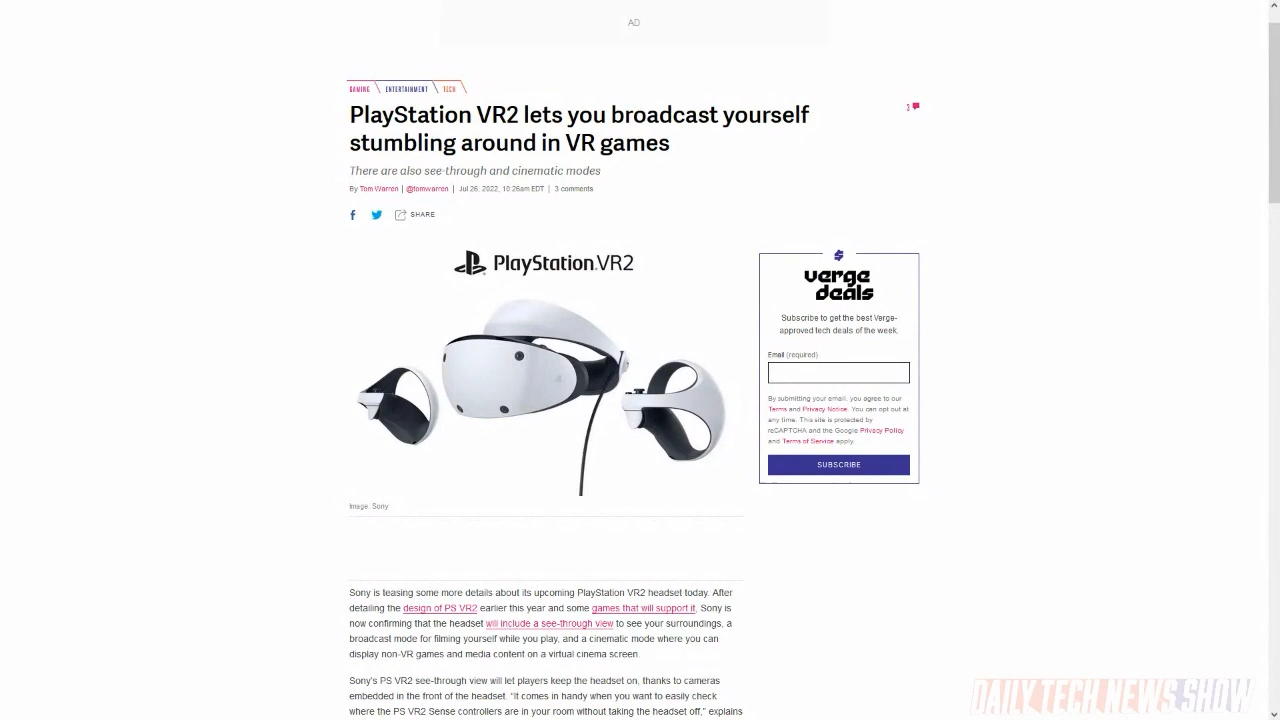 AD
GAMING ENTERTAINMENT TECH
PlayStation VR2 lets you broadcast yourself
stumbling around in VR games
3
There are also see-through and cinematic modes
By Tom Warren | @tomwarren | Jul 26, 2022, 10:26am EDT | 3 comments
SHARE
PlayStation®VR2
verge
deals
Subscribe to get the best Verge-
approved tech deals of the week.
Email (required)
By submitting your email, you agree to our
Terms and Privacy Notice. You can opt out at
any time. This site is protected by
reCAPTCHA and the Google Privacy Policy
and Terms of Service apply.
SUBSCRIBE
Image: Sony
Sony is teasing some more details about its upcoming PlayStation VR2 headset today. After
detailing the design of PS VR2 earlier this year and some games that will support it, Sony is
now confirming that the headset will include a see-through view to see your surroundings, a
broadcast mode for filming yourself while you play, and a cinematic mode where you can
display non-VR games and media content on a virtual cinema screen.
Sony's PS VR2 see-through view will let players keep the headset on, thanks to cameras
embedded in the front of the headset. “It comes in handy when you want to easily check
where the PS VR2 Sense controllers are in your room without taking the headset off,” explains
DAILY TECH NEWS SHOW